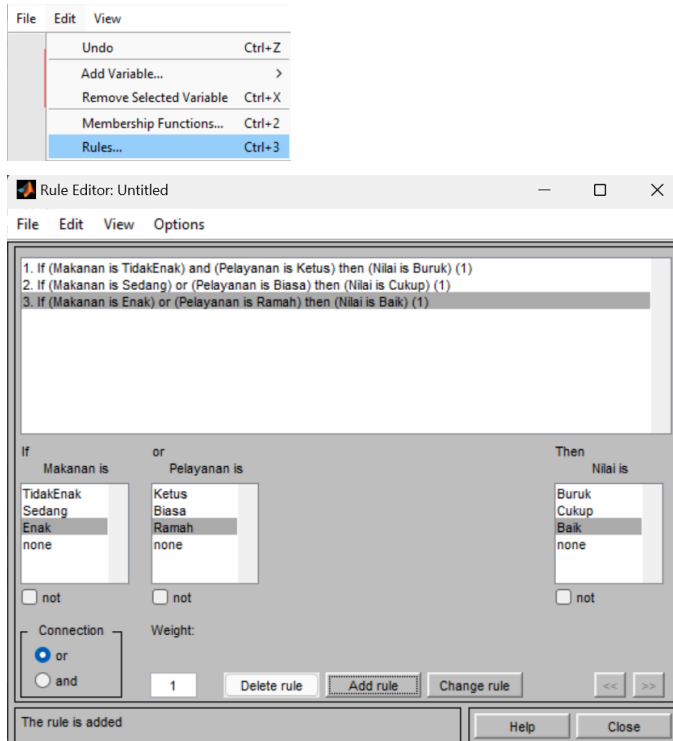 File Edit View
Undo Ctrl+Z
Add Variable... >
Remove Selected Variable Ctrl+X
Membership Functions... Ctrl+2
Rules... Ctrl+3
Rule Editor: Untitled
File Edit View Options
1. If (Makanan is TidakEnak) and (Pelayanan is Ketus) then (Nilai is Buruk) (1)
2. If (Makanan is Sedang) or (Pelayanan is Biasa) then (Nilai is Cukup) (1)
3. If (Makanan is Enak) or (Pelayanan is Ramah) then (Nilai is Baik) (1)
If or Then
Makanan is Pelayanan is Nilai is
TidakEnak Ketus Buruk
Sedang Biasa Cukup
Enak Ramah Baik
none none none
not not not
Connection Weight:
or
and 1 Delete rule Add rule Change rule << >>
The rule is added Help Close